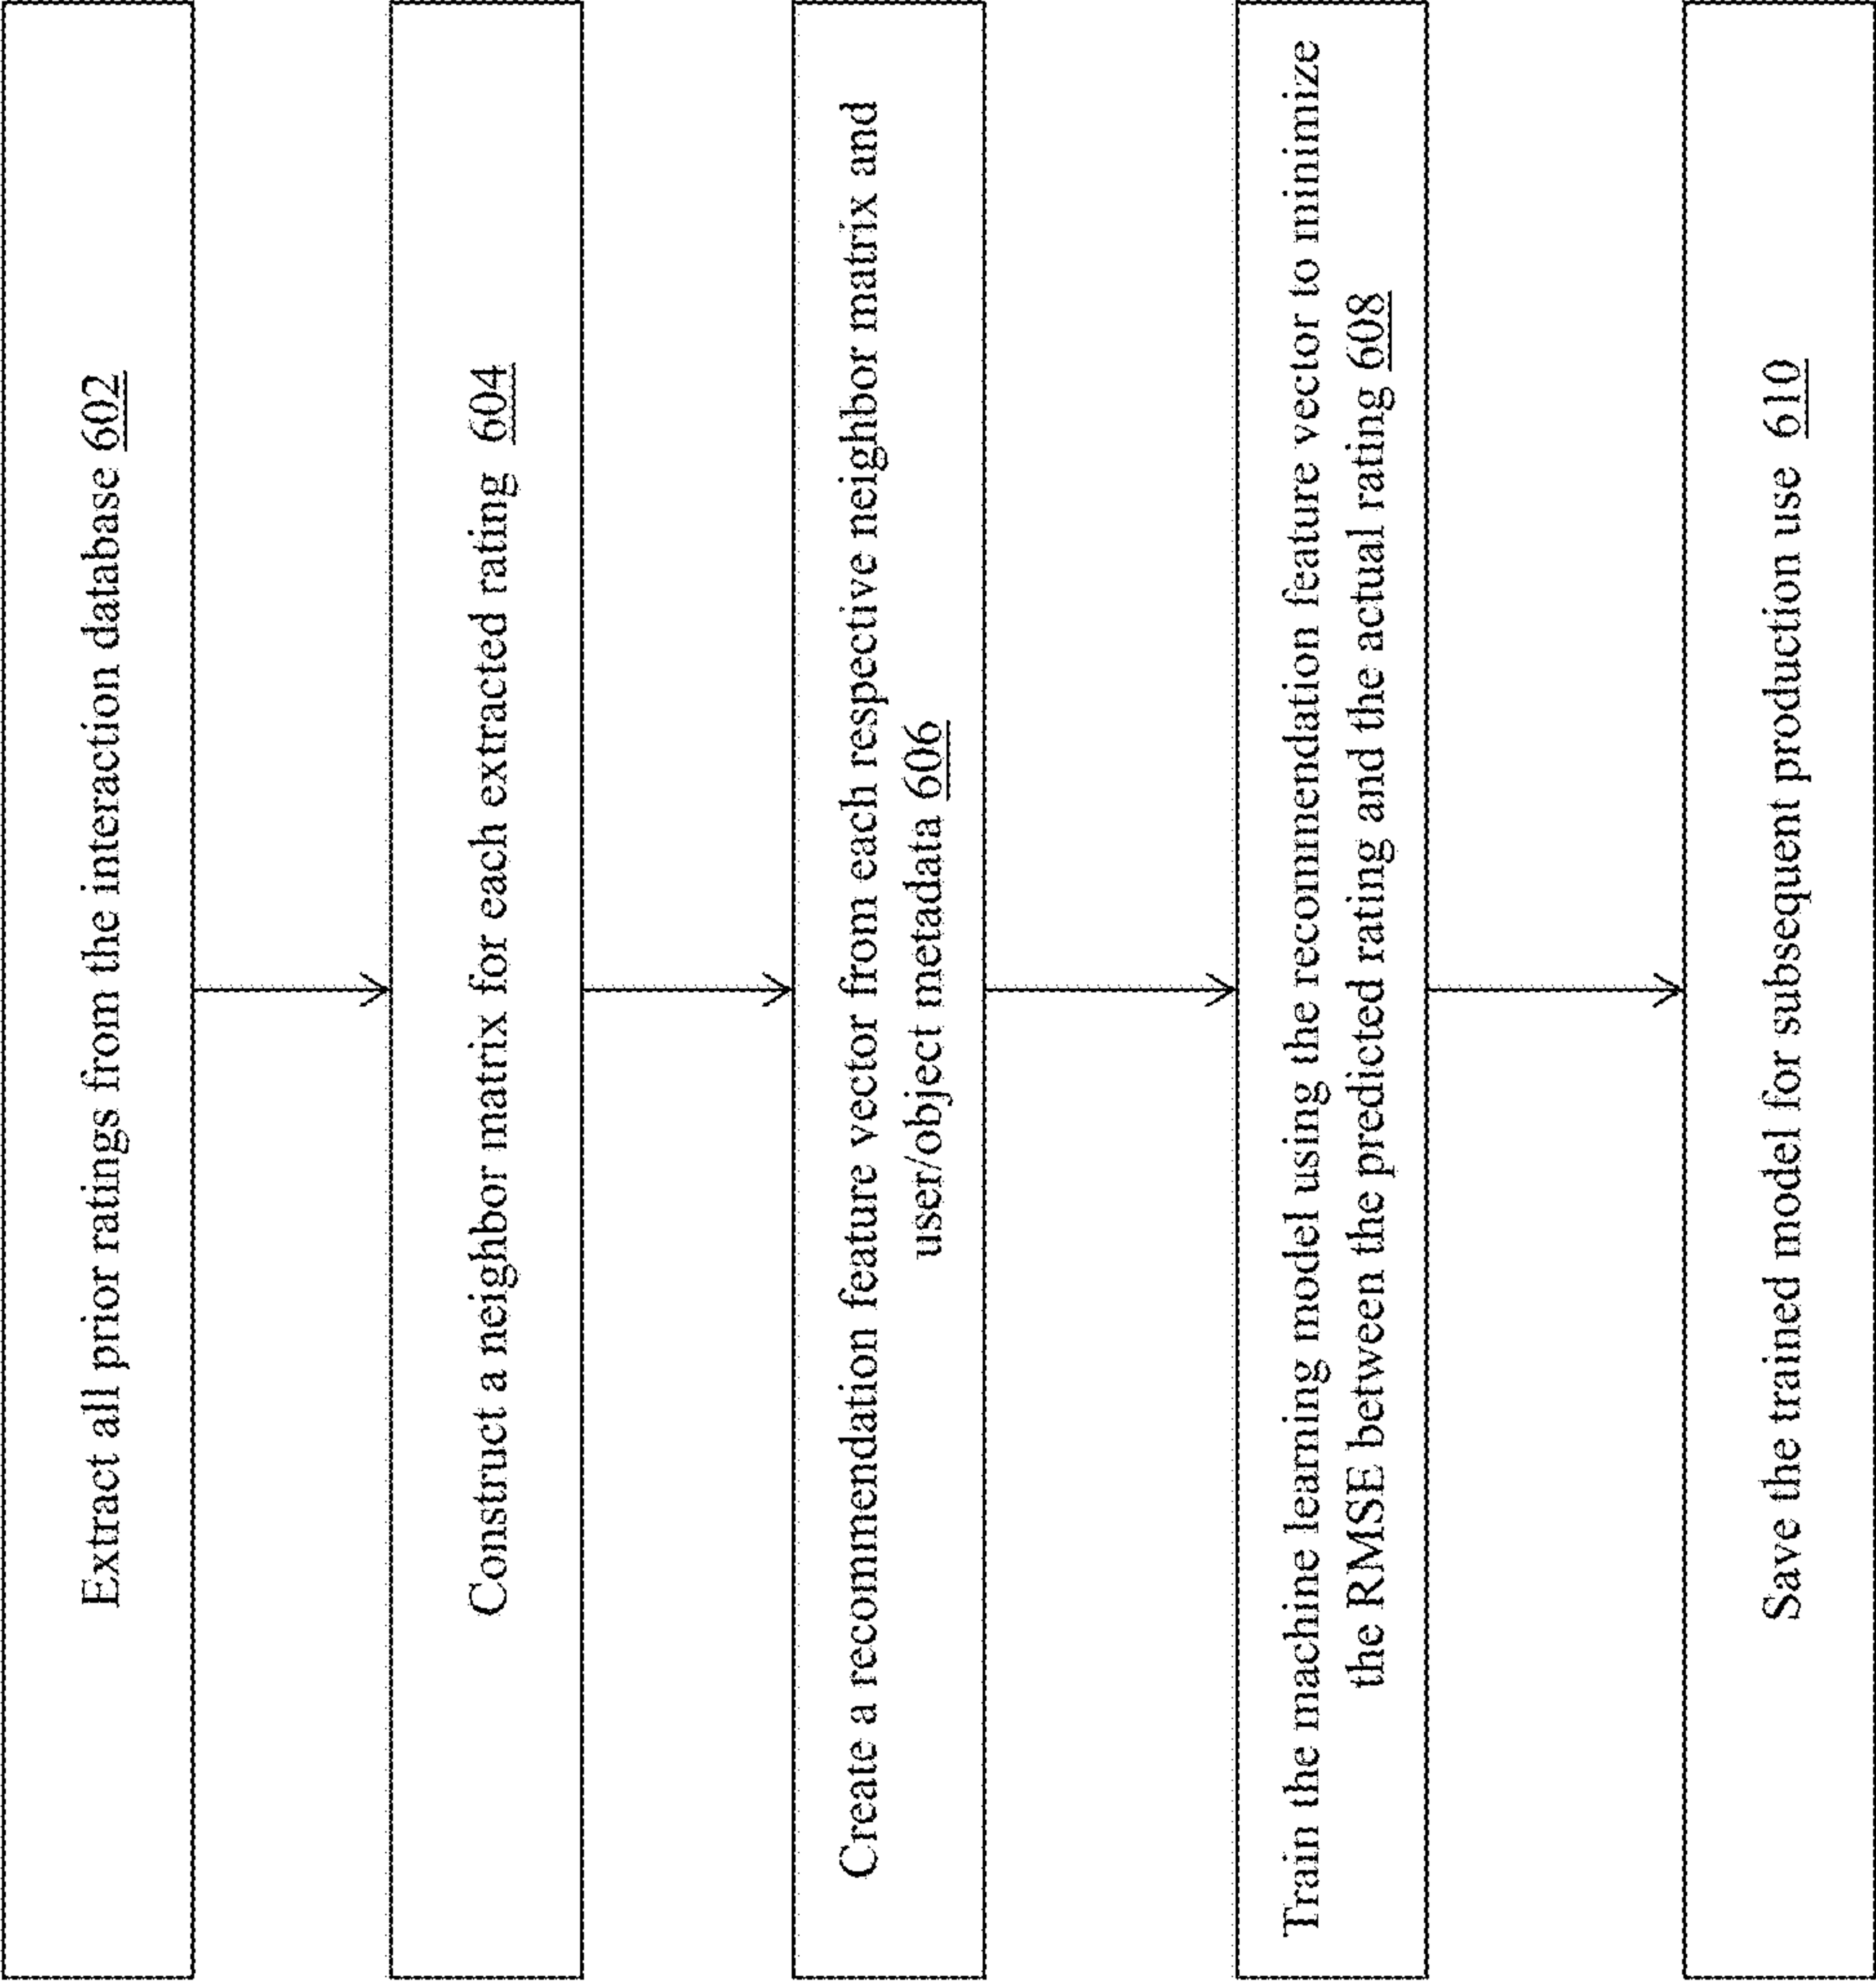 Extract all prior ratings from the interaction database 602
Construct a neighbor matrix for each extracted rating 604
Create a recommendation feature vector from each respective neighbor matrix and
user/object metadata 606
Train the machine learning model using the recommendation feature vector to minimize
the RMSE between the predicted rating and the actual rating 608
Save the trained model for subsequent production use 610